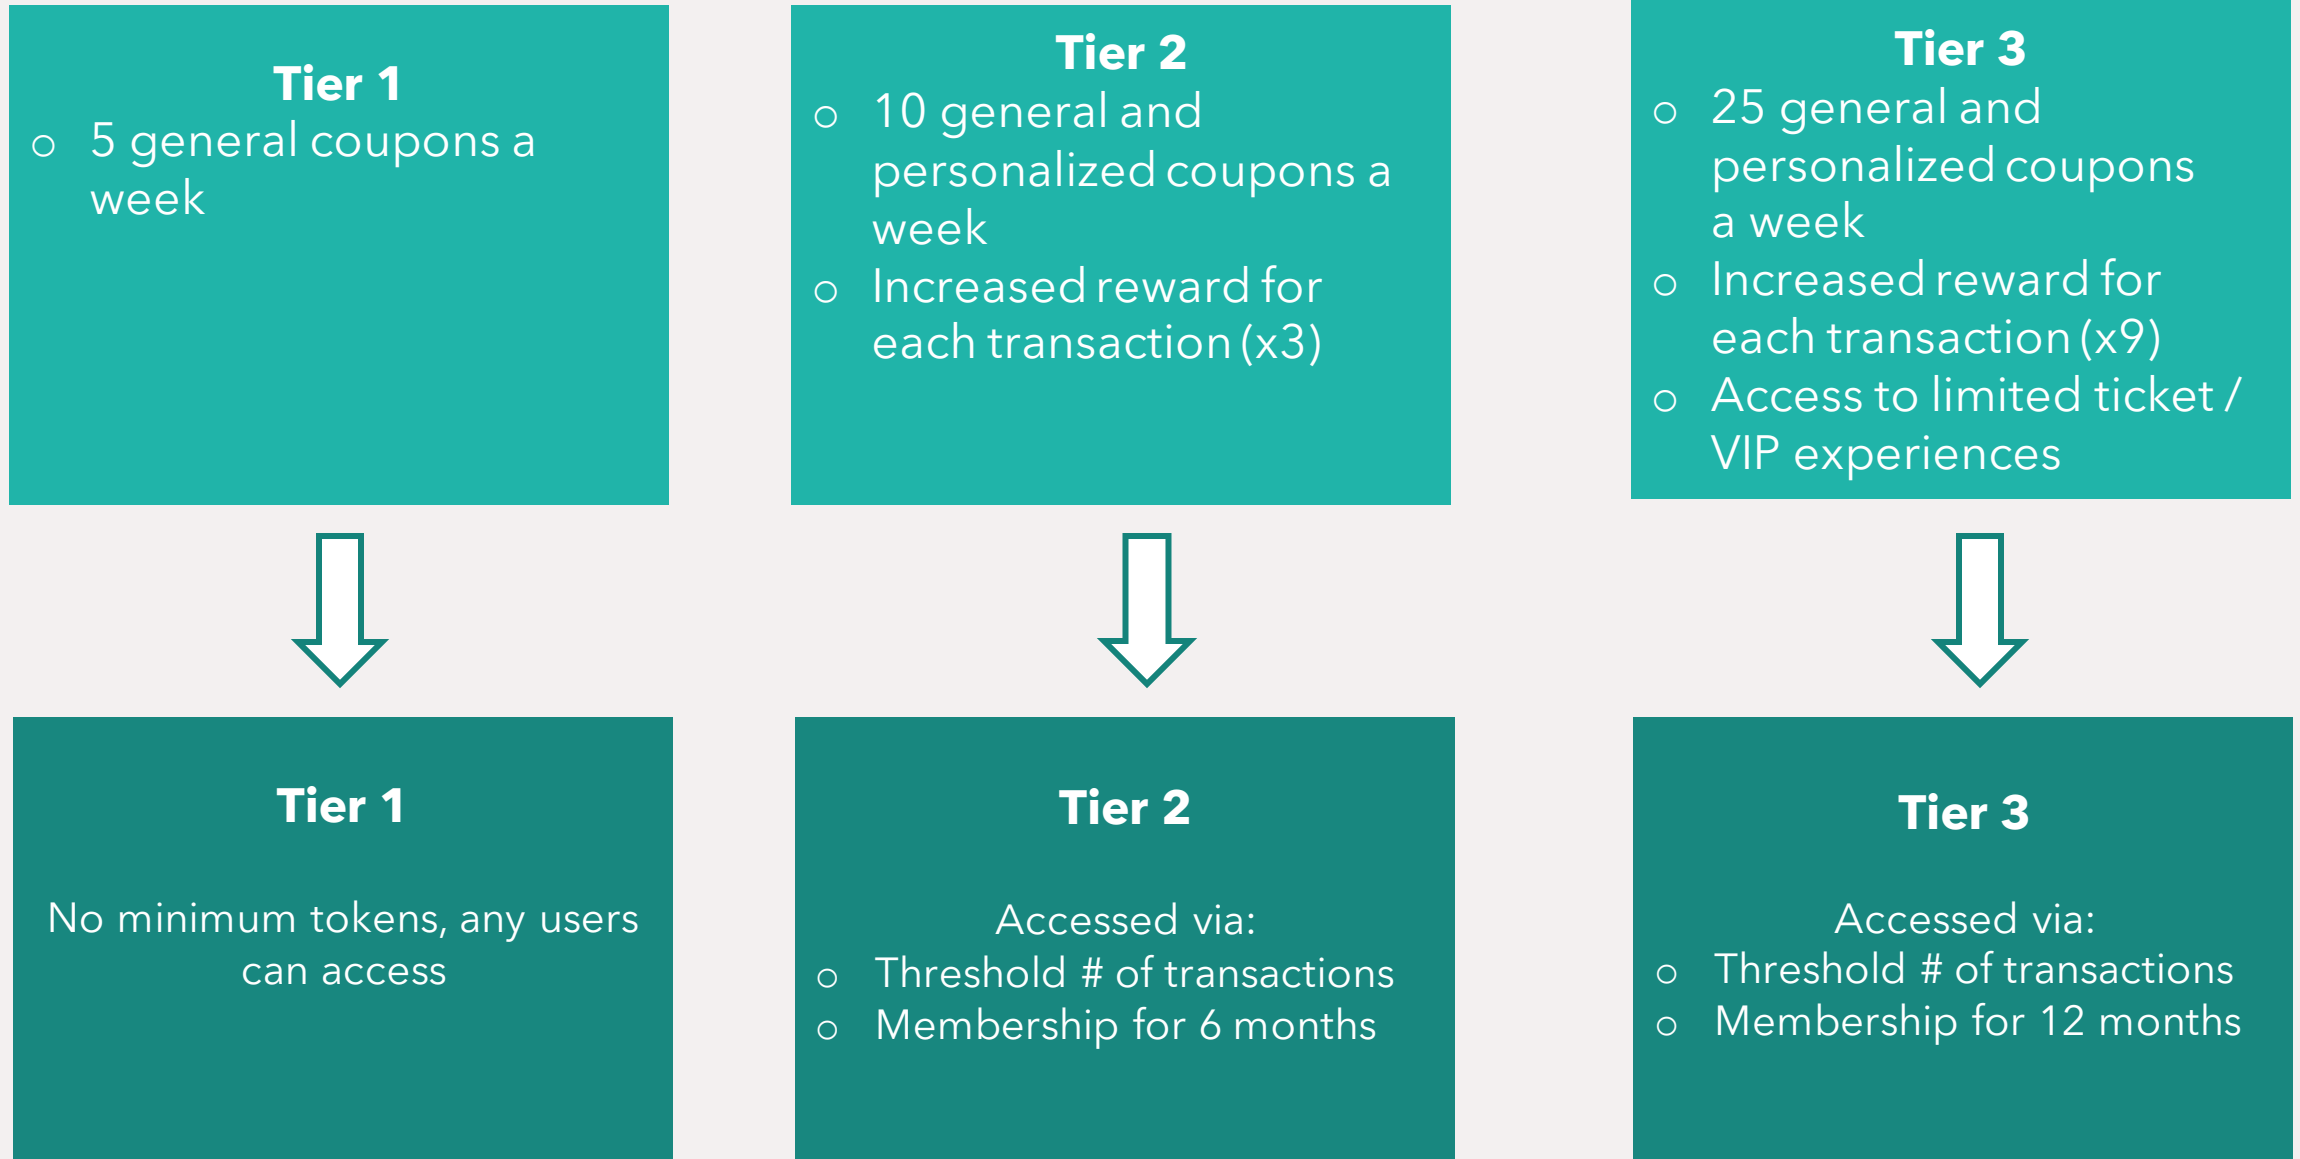 Tier 1
○ 5 general coupons a
week
Tier 2
○ 10 general and
personalized coupons a
week
○ Increased reward for
each transaction (x3)
Tier 3
○ 25 general and
personalized coupons
a week
○ Increased reward for
each transaction (x9)
○ Access to limited ticket /
VIP experiences
Tier 1
No minimum tokens, any users
can access
Tier 2
Accessed via:
○ Threshold # of transactions
○ Membership for 6 months
Tier 3
Accessed via:
○ Threshold # of transactions
○ Membership for 12 months